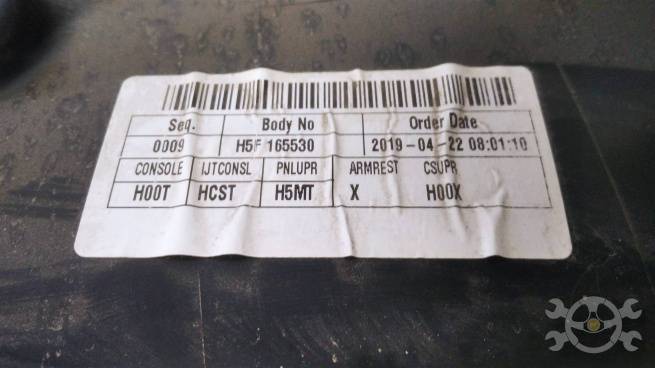 Seq. Body No Order Date
0009 H5F 165530 2019-04-22 08:01:10
CONSOLE IJTCONSL PNLUPR ARMREST CSUPR
H00T HCST H5MT X H00X